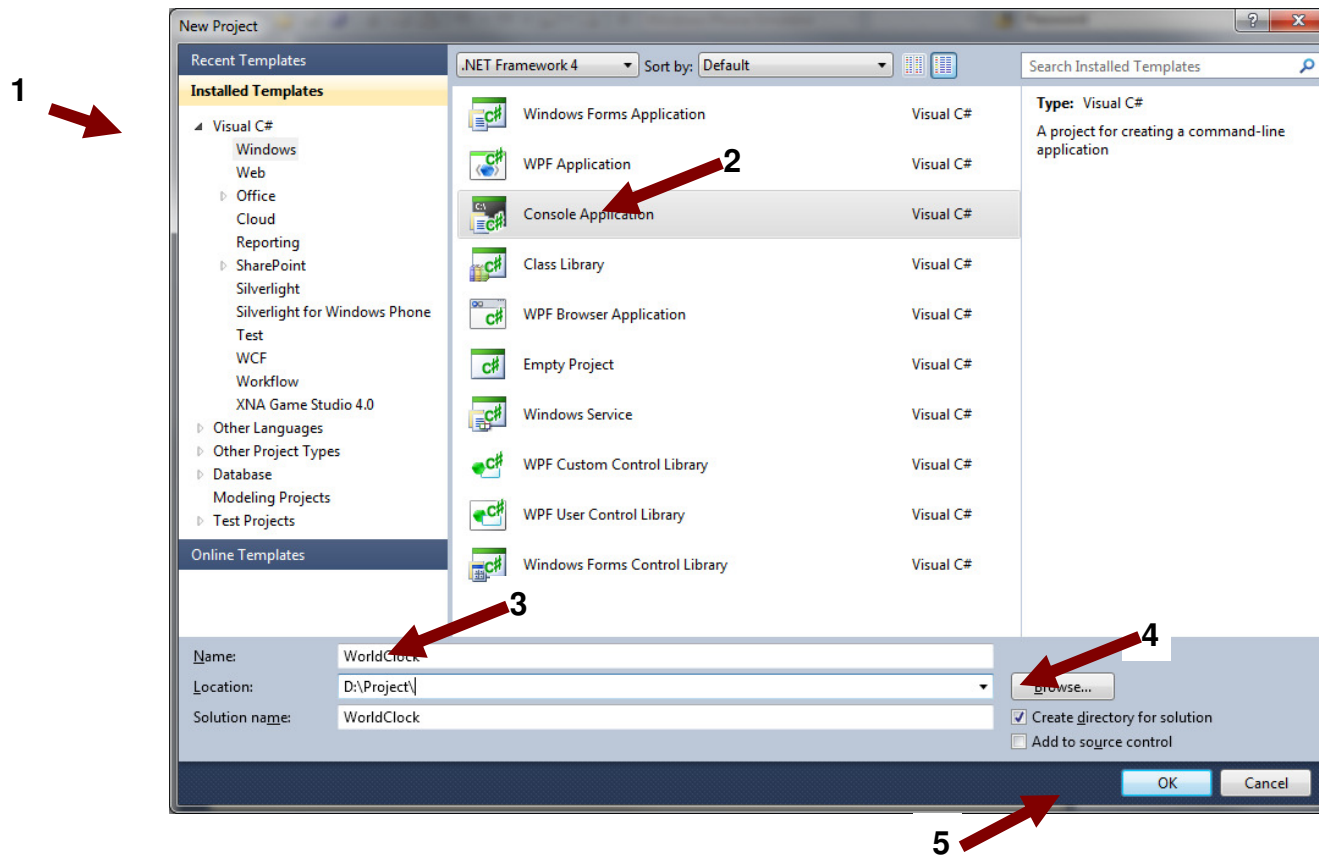 New Project
Recent Templates
.NET Framework 4 Sort by: Default
Search Installed Templates
1
Installed Templates
Visual C#
Windows
Web
Office
Cloud
Reporting
SharePoint
Silverlight
Silverlight for Windows Phone
Test
WCF
Workflow
XNA Game Studio 4.0
Other Languages
Other Project Types
Database
Modeling Projects
Test Projects
Online Templates
Windows Forms Application Visual C#
WPF Application Visual C#
2
Console Application Visual C#
Class Library Visual C#
WPF Browser Application Visual C#
Empty Project Visual C#
Windows Service Visual C#
WPF Custom Control Library Visual C#
WPF User Control Library Visual C#
Windows Forms Control Library Visual C#
Type: Visual C#
A project for creating a command-line
application
3
4
Name: WorldClock
Location: D:\Project\
Browse...
Solution name: WorldClock
Create directory for solution
Add to source control
OK Cancel
5